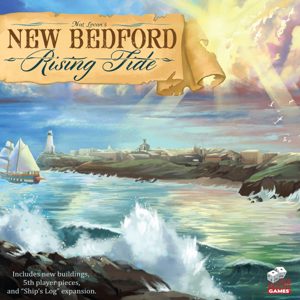 Nat Levan's
NEW BEDFORD
Rising Tide
Includes new buildings,
5th player pieces,
and "Ship's Log" expansion.
GAMES